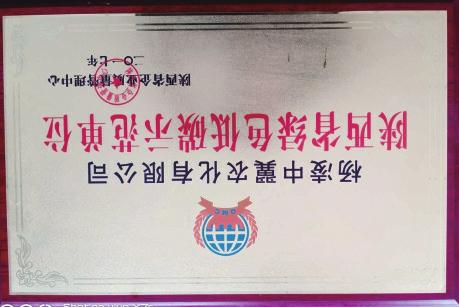 QMC
杨凌中翼农化有限公司
陕西省绿色低碳示范单位
陕西省企业质量管理中心
二〇一七年